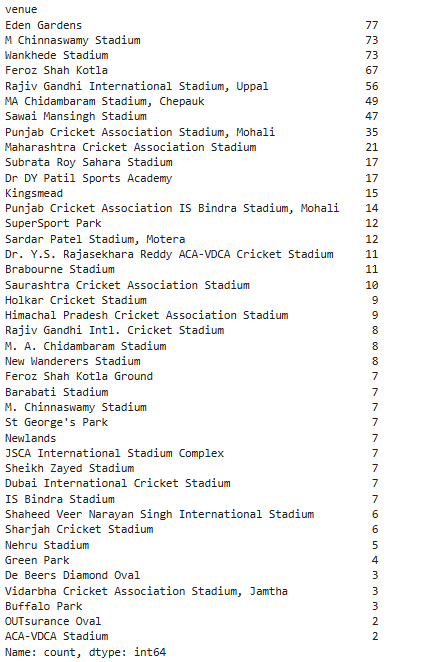 venue
Eden Gardens 77
M Chinnaswamy Stadium 73
Wankhede Stadium 73
Feroz Shah Kotla 67
Rajiv Gandhi International Stadium, Uppal 56
MA Chidambaram Stadium, Chepauk 49
Sawai Mansingh Stadium 47
Punjab Cricket Association Stadium, Mohali 35
Maharashtra Cricket Association Stadium 21
Subrata Roy Sahara Stadium 17
Dr DY Patil Sports Academy 17
Kingsmead 15
Punjab Cricket Association IS Bindra Stadium, Mohali 14
SuperSport Park 12
Sardar Patel Stadium, Motera 12
Dr. Y.S. Rajasekhara Reddy ACA-VDCA Cricket Stadium 11
Brabourne Stadium 11
Saurashtra Cricket Association Stadium 10
Holkar Cricket Stadium 9
Himachal Pradesh Cricket Association Stadium 9
Rajiv Gandhi Intl. Cricket Stadium 8
M. A. Chidambaram Stadium 8
New Wanderers Stadium 8
Feroz Shah Kotla Ground 7
Barabati Stadium 7
M. Chinnaswamy Stadium 7
St George's Park 7
Newlands 7
JSCA International Stadium Complex 7
Sheikh Zayed Stadium 7
Dubai International Cricket Stadium 7
IS Bindra Stadium 7
Shaheed Veer Narayan Singh International Stadium 6
Sharjah Cricket Stadium 6
Nehru Stadium 5
Green Park 4
De Beers Diamond Oval 3
Vidarbha Cricket Association Stadium, Jamtha 3
Buffalo Park 3
OUTsurance Oval 2
ACA-VDCA Stadium 2
Name: count, dtype: int64